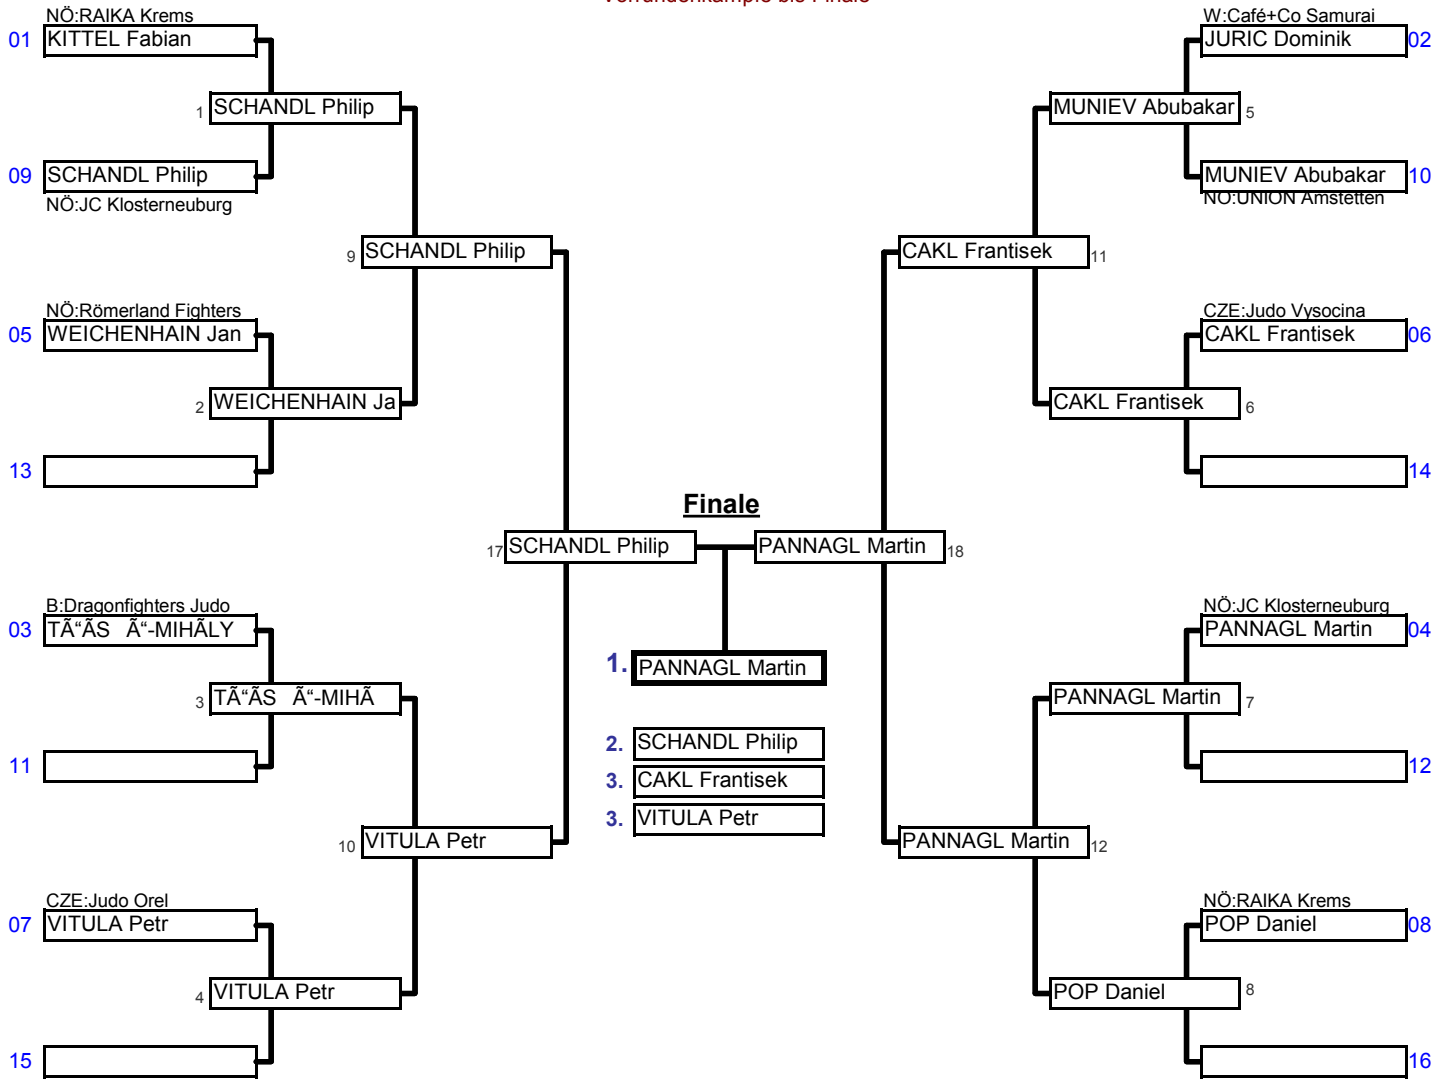 Vorrundenkämpfe bis Finale
NÖ:RAIKA Krems
01 KITTEL Fabian
1 SCHANDL Philip
09 SCHANDL Philip
NÖ:JC Klosterneuburg
9 SCHANDL Philip
NÖ:Römerland Fighters
05 WEICHENHAIN Jan
2 WEICHENHAIN Ja
13
17 SCHANDL Philip
B:Dragonfighters Judo
03 TÃ“ÃS Ã“-MIHÃLY
3 TÃ“ÃS Ã“-MIHÃ
11
10 VITULA Petr
CZE:Judo Orel
07 VITULA Petr
4 VITULA Petr
15
Finale
1. PANNAGL Martin
2. SCHANDL Philip
3. CAKL Frantisek
3. VITULA Petr
W:Café+Co Samurai
JURIC Dominik 02
MUNIEV Abubakar 5
MUNIEV Abubakar 10
NÖ:UNION Amstetten
CAKL Frantisek 11
CZE:Judo Vysocina
CAKL Frantisek 06
CAKL Frantisek 6
14
PANNAGL Martin 18
NÖ:JC Klosterneuburg
PANNAGL Martin 04
PANNAGL Martin 7
12
PANNAGL Martin 12
NÖ:RAIKA Krems
POP Daniel 08
POP Daniel 8
16